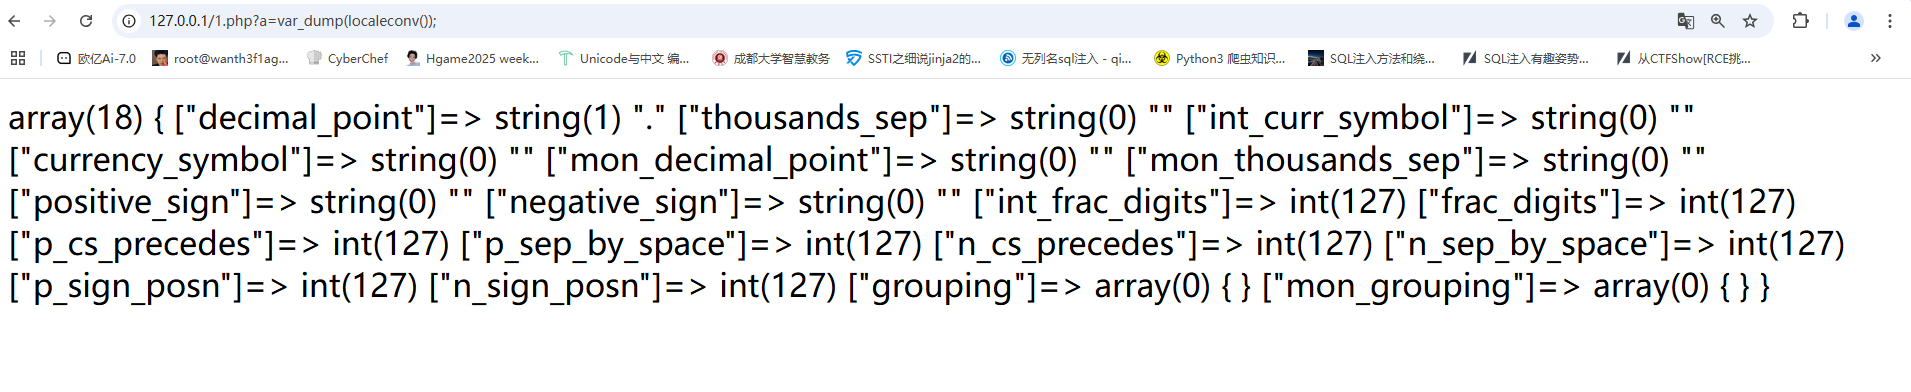 127.0.0.1/1.php?a=var_dump(localeconv());
欧亿Ai-7.0 root@wanth3f1ag... CyberChef Hgame2025 week... Unicode与中文 编... 成都大学智慧教务 SSTI之细说jinja2的... 无列名sql注入 - qi... Python3 爬虫知识... SQL注入方法和绕... SQL注入有趣姿势... 从CTFShow[RCE挑... »
array(18) { ["decimal_point"]=> string(1) "." ["thousands_sep"]=> string(0) "" ["int_curr_symbol"]=> string(0) ""
["currency_symbol"]=> string(0) "" ["mon_decimal_point"]=> string(0) "" ["mon_thousands_sep"]=> string(0) ""
["positive_sign"]=> string(0) "" ["negative_sign"]=> string(0) "" ["int_frac_digits"]=> int(127) ["frac_digits"]=> int(127)
["p_cs_precedes"]=> int(127) ["p_sep_by_space"]=> int(127) ["n_cs_precedes"]=> int(127) ["n_sep_by_space"]=> int(127)
["p_sign_posn"]=> int(127) ["n_sign_posn"]=> int(127) ["grouping"]=> array(0) { } ["mon_grouping"]=> array(0) { } }